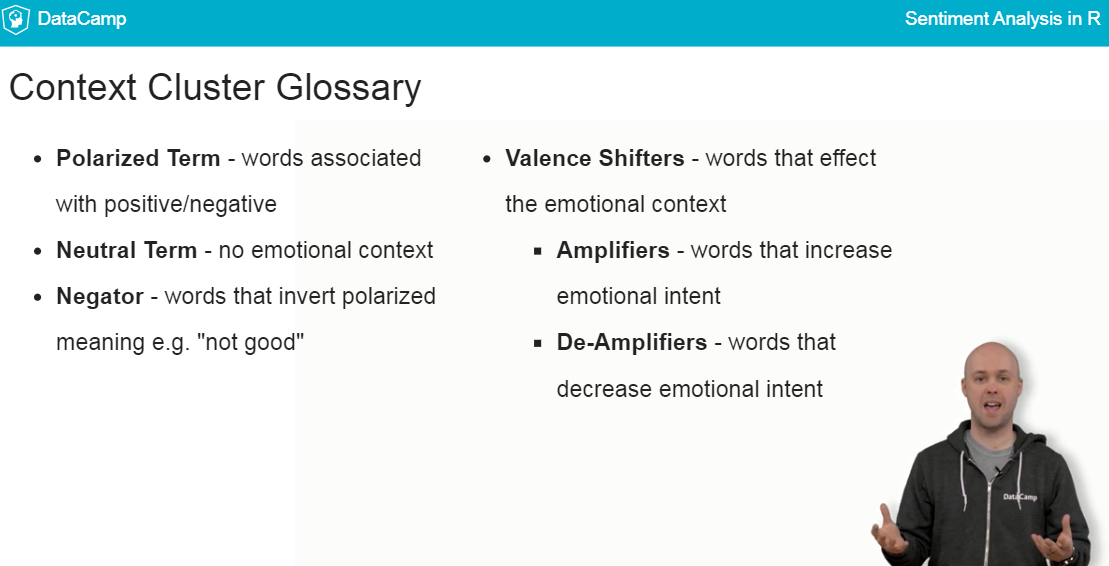 DataCamp
Sentiment Analysis in R
Context Cluster Glossary
Polarized Term - words associated
with positive/negative
Neutral Term - no emotional context
Negator - words that invert polarized
meaning e.g. "not good"
Valence Shifters - words that effect
the emotional context
Amplifiers - words that increase
emotional intent
De-Amplifiers - words that
decrease emotional intent
DataCamp